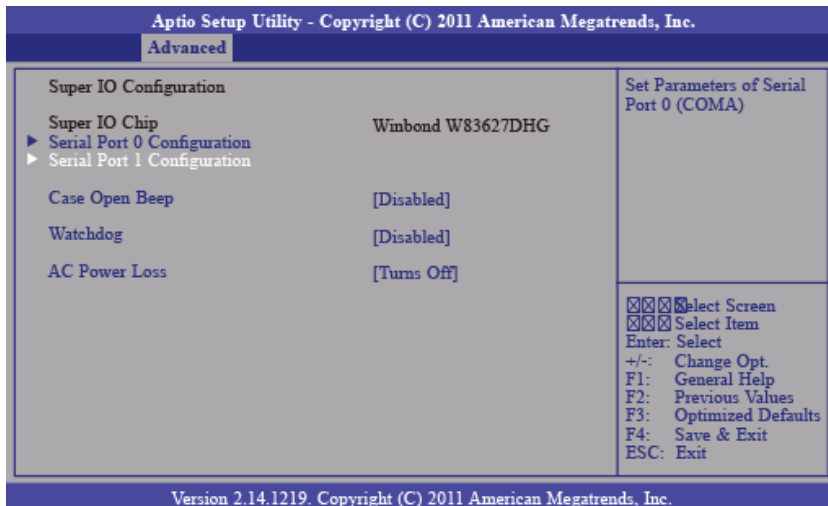 Aptio Setup Utility - Copyright (C) 2011 American Megatrends, Inc.
Advanced
Super IO Configuration
Super IO Chip Winbond W83627DHG
Serial Port 0 Configuration
Serial Port 1 Configuration
Case Open Beep [Disabled]
Watchdog [Disabled]
AC Power Loss [Turns Off]
Set Parameters of Serial
Port 0 (COMA)
Select Screen
Select Item
Enter: Select
+/-: Change Opt.
F1: General Help
F2: Previous Values
F3: Optimized Defaults
F4: Save & Exit
ESC: Exit
Version 2.14.1219. Copyright (C) 2011 American Megatrends, Inc.